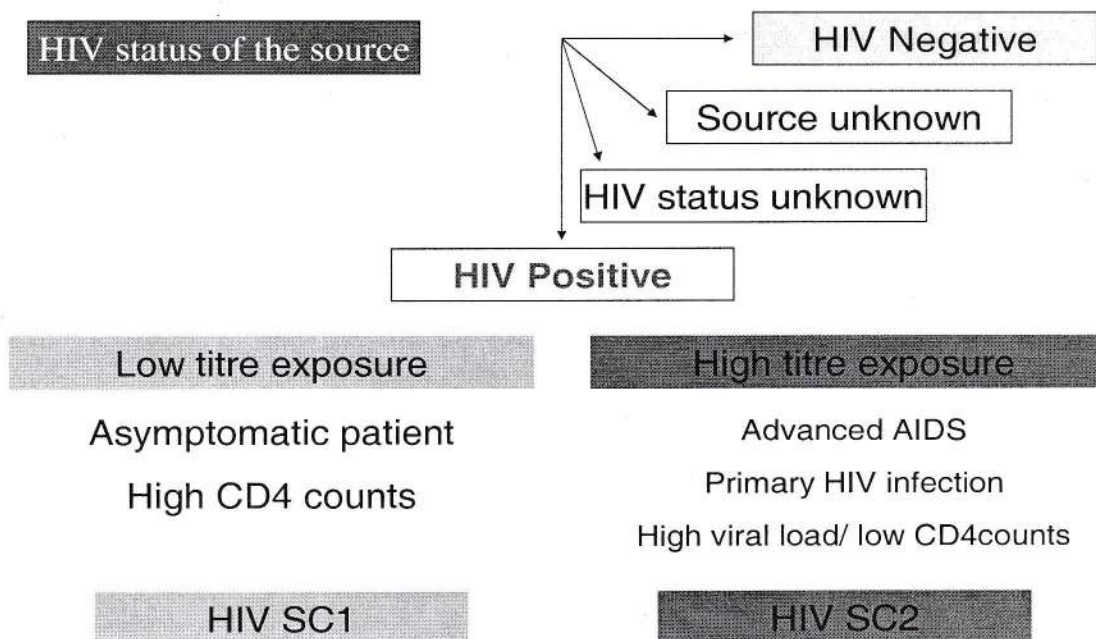 HIV status of the source
HIV Negative
Source unknown
HIV status unknown
HIV Positive
Low titre exposure
High titre exposure
Asymptomatic patient
Advanced AIDS
High CD4 counts
Primary HIV infection
High viral load/ low CD4counts
HIV SC1
HIV SC2